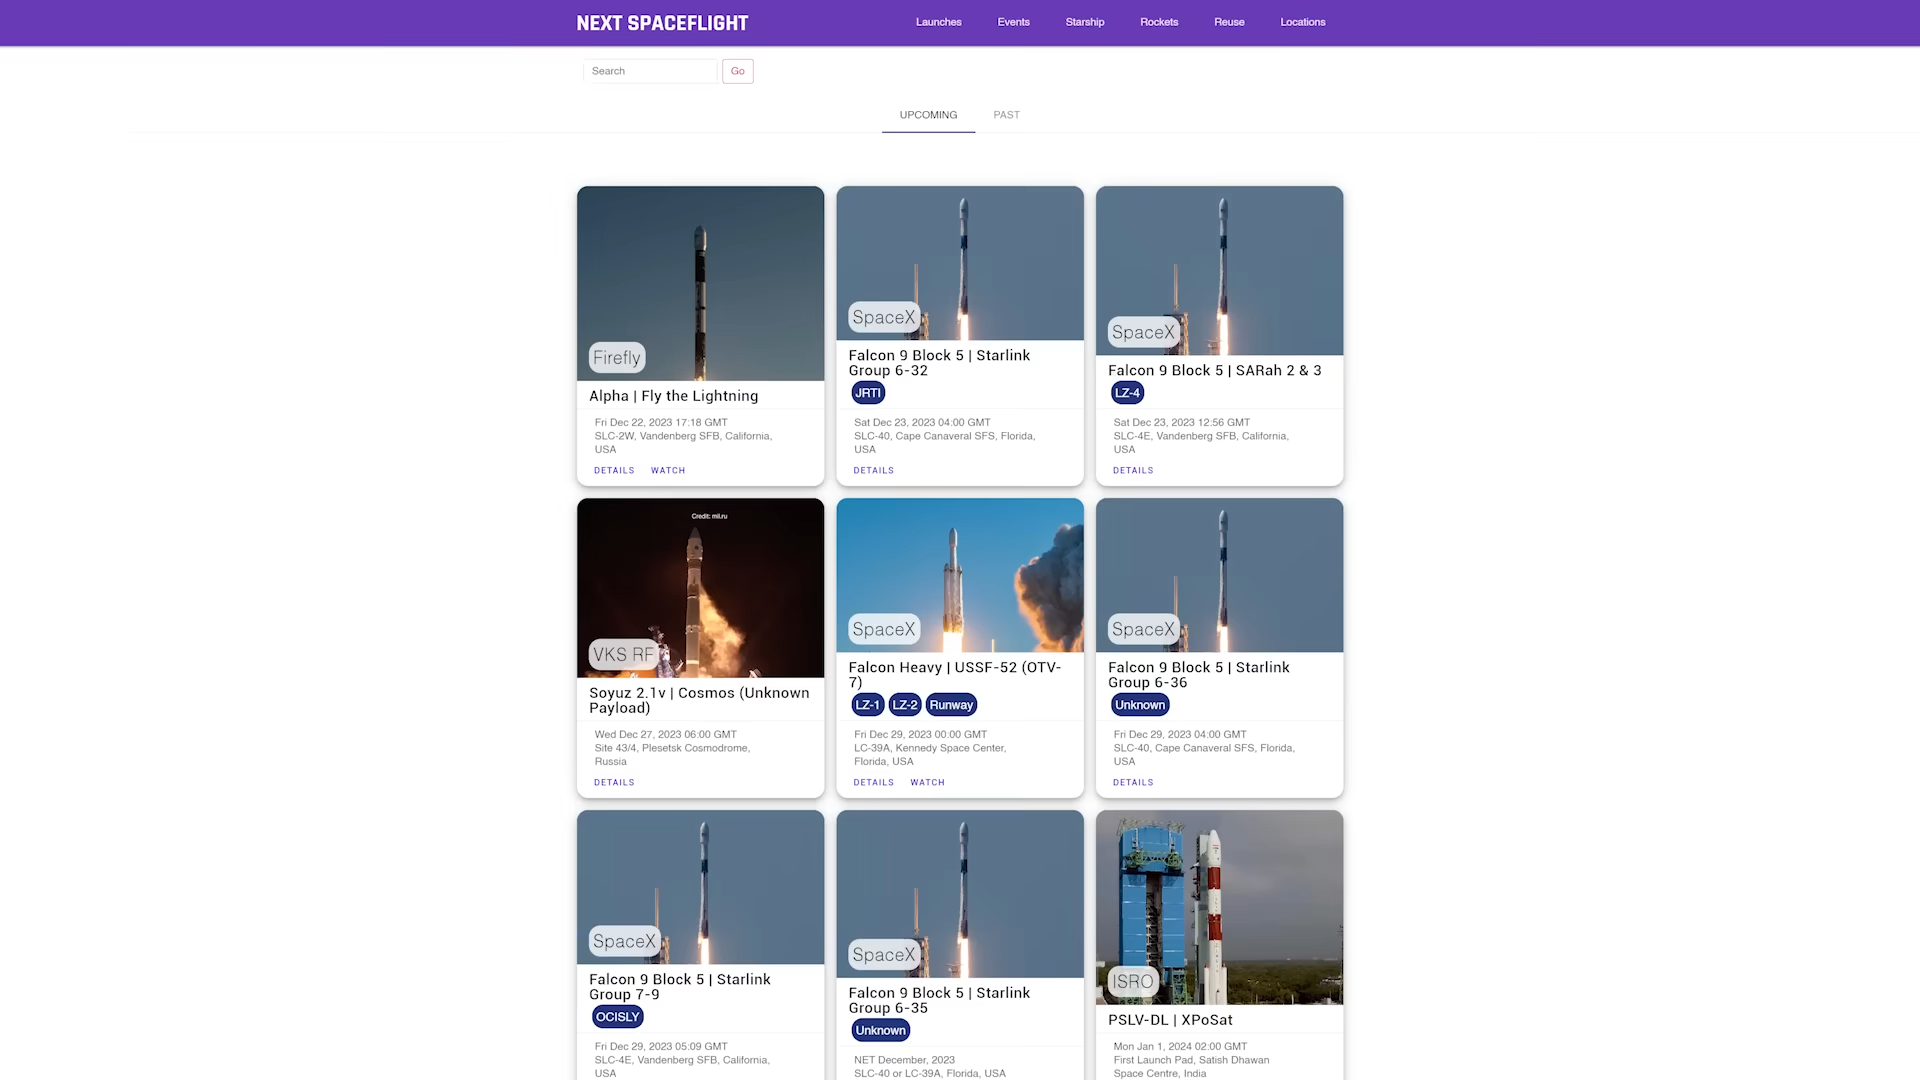 NEXT SPACEFLIGHT
Launches Events Starship Rockets Reuse Locations
Search Go
UPCOMING PAST
Firefly
Alpha | Fly the Lightning
Fri Dec 22, 2023 17:18 GMT
SLC-2W, Vandenberg SFB, California,
USA
DETAILS WATCH
SpaceX
Falcon 9 Block 5 | Starlink
Group 6-32
JRTI
Sat Dec 23, 2023 04:00 GMT
SLC-40, Cape Canaveral SFS, Florida,
USA
DETAILS
SpaceX
Falcon 9 Block 5 | SARah 2 & 3
LZ-4
Sat Dec 23, 2023 12:56 GMT
SLC-4E, Vandenberg SFB, California,
USA
DETAILS
Credit: mil.ru
VKS RF
Soyuz 2.1v | Cosmos (Unknown
Payload)
Wed Dec 27, 2023 06:00 GMT
Site 43/4, Plesetsk Cosmodrome,
Russia
DETAILS
SpaceX
Falcon Heavy | USSF-52 (OTV-
7)
LZ-1 LZ-2 Runway
Fri Dec 29, 2023 00:00 GMT
LC-39A, Kennedy Space Center,
Florida, USA
DETAILS WATCH
SpaceX
Falcon 9 Block 5 | Starlink
Group 6-36
Unknown
Fri Dec 29, 2023 04:00 GMT
SLC-40, Cape Canaveral SFS, Florida,
USA
DETAILS
SpaceX
Falcon 9 Block 5 | Starlink
Group 7-9
OCISLY
Fri Dec 29, 2023 05:09 GMT
SLC-4E, Vandenberg SFB, California,
USA
SpaceX
Falcon 9 Block 5 | Starlink
Group 6-35
Unknown
NET December, 2023
SLC-40 or LC-39A, Florida, USA
ISRO
PSLV-DL | XPoSat
Mon Jan 1, 2024 02:00 GMT
First Launch Pad, Satish Dhawan
Space Centre, India